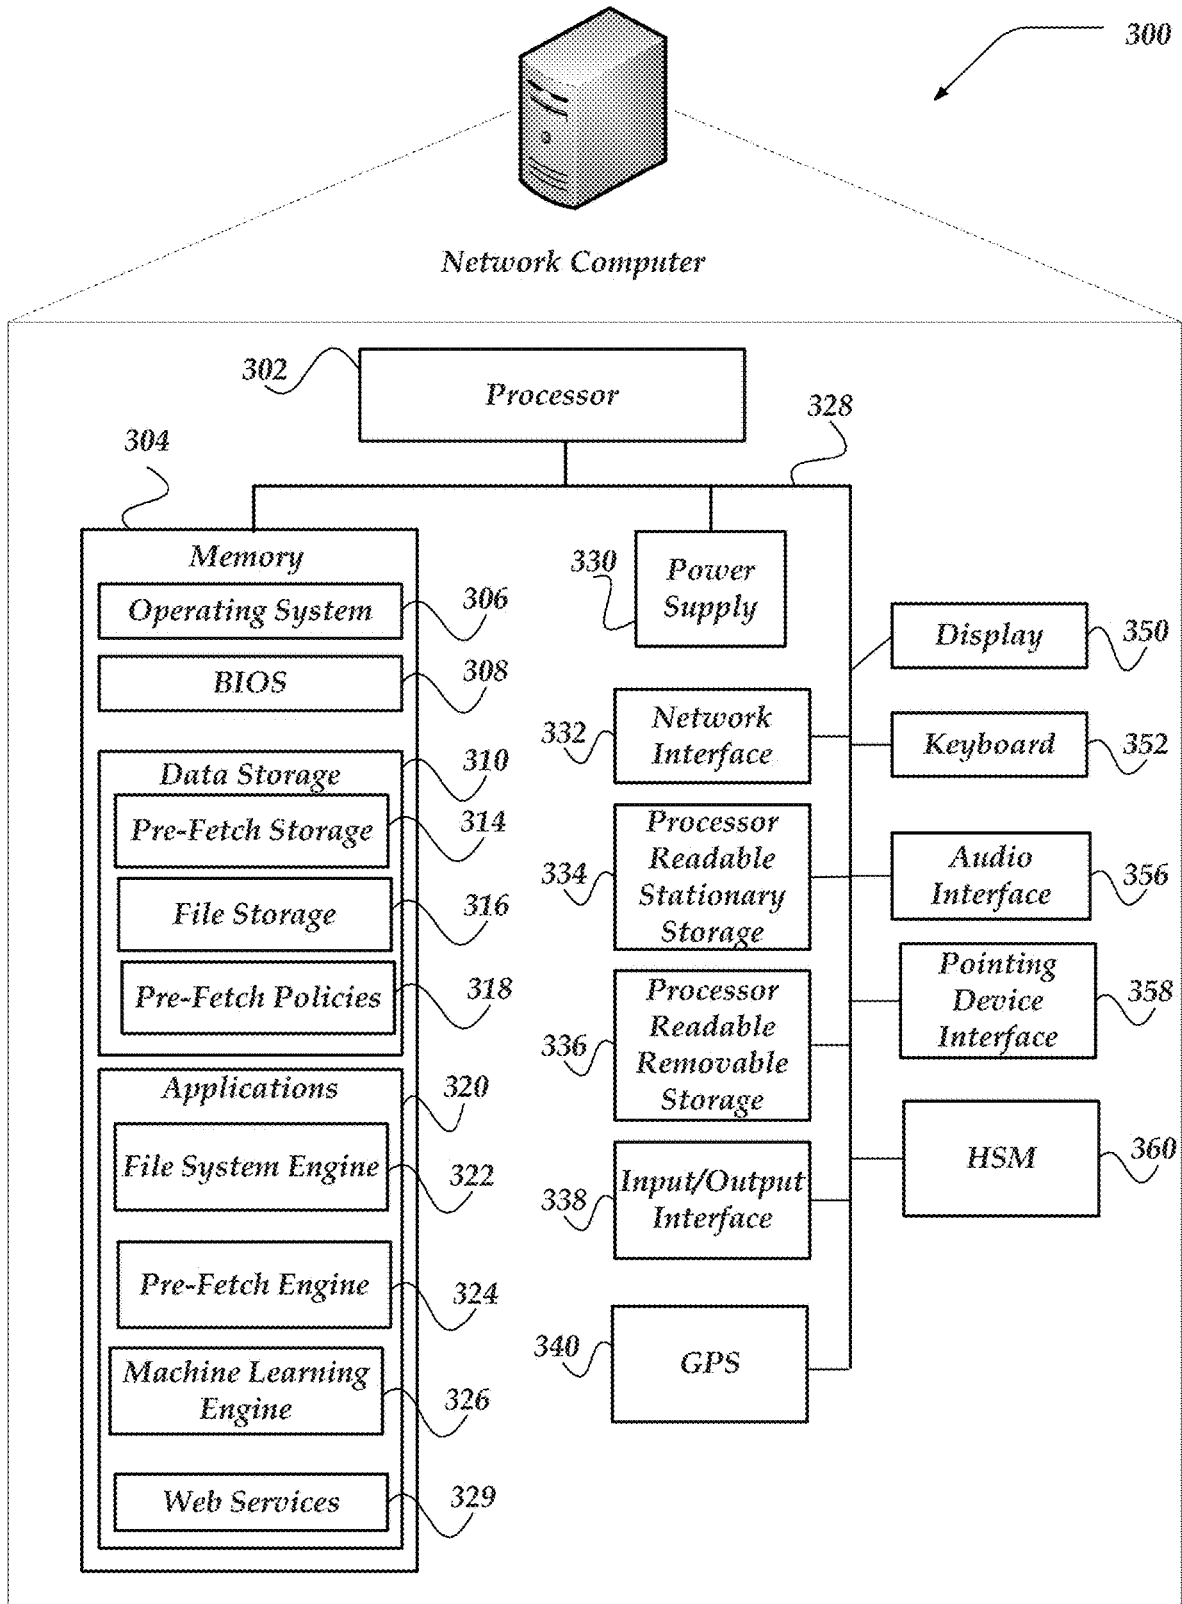 300
Network Computer
302
Processor
328
304
Memory
Operating System
306
BIOS
308
Data Storage
310
Pre-Fetch Storage
314
File Storage
316
Pre-Fetch Policies
318
Applications
320
File System Engine
322
Pre-Fetch Engine
324
Machine Learning
Engine
326
Web Services
329
330
Power
Supply
332
Network
Interface
334
Processor
Readable
Stationary
Storage
336
Processor
Readable
Removable
Storage
338
Input/Output
Interface
340
GPS
Display
350
Keyboard
352
Audio
Interface
356
Pointing
Device
Interface
358
HSM
360